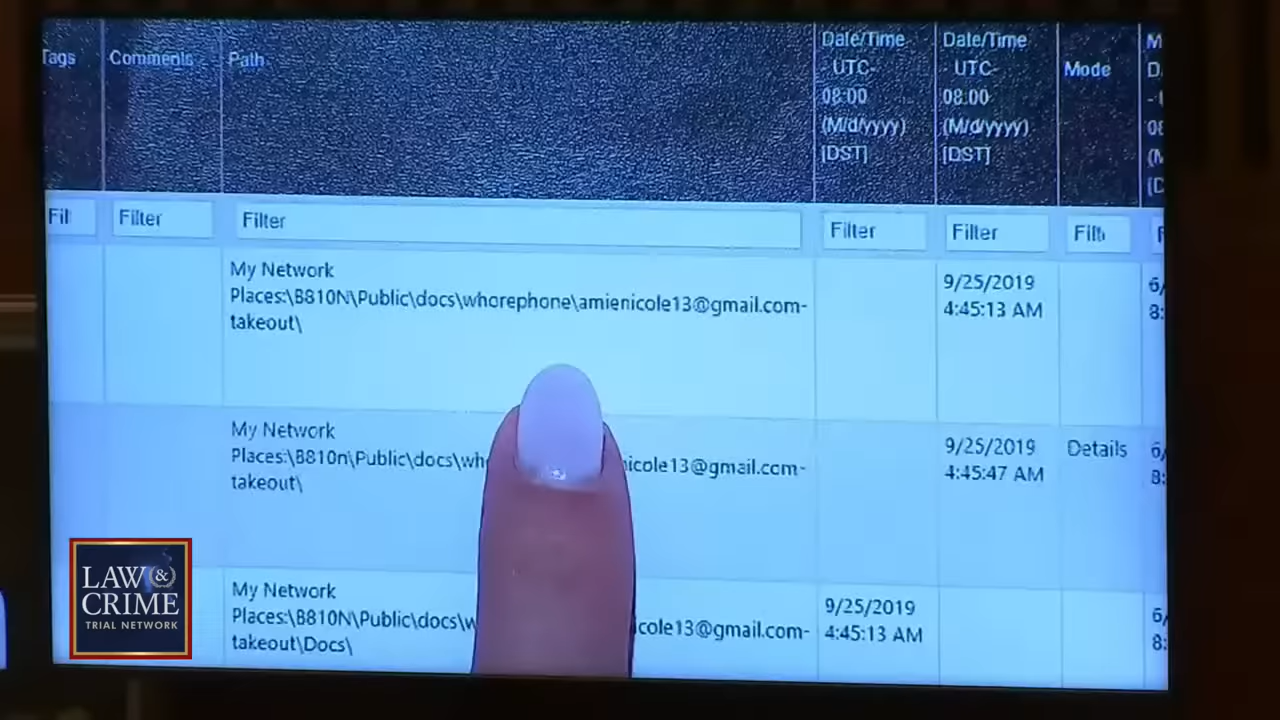 Tags
Comments
Path
Date/Time
- UTC-
08:00
(M/d/yyyy)
[DST]
Date/Time
- UTC-
08:00
(M/d/yyyy)
[DST]
Mode
Filter
Filter
Filter
Filter
My Network
Places:\B810N\Public\docs\whorephone\amienicole13@gmail.com-
takeout\
9/25/2019
4:45:13 AM
My Network
Places:\B810n\Public\docs\wh icole13@gmail.com-
takeout\
9/25/2019
4:45:47 AM
Details
My Network
Places:\B810N\Public\docs\w cole13@gmail.com-
takeout\Docs\
9/25/2019
4:45:13 AM
LAW &
CRIME
TRIAL NETWORK